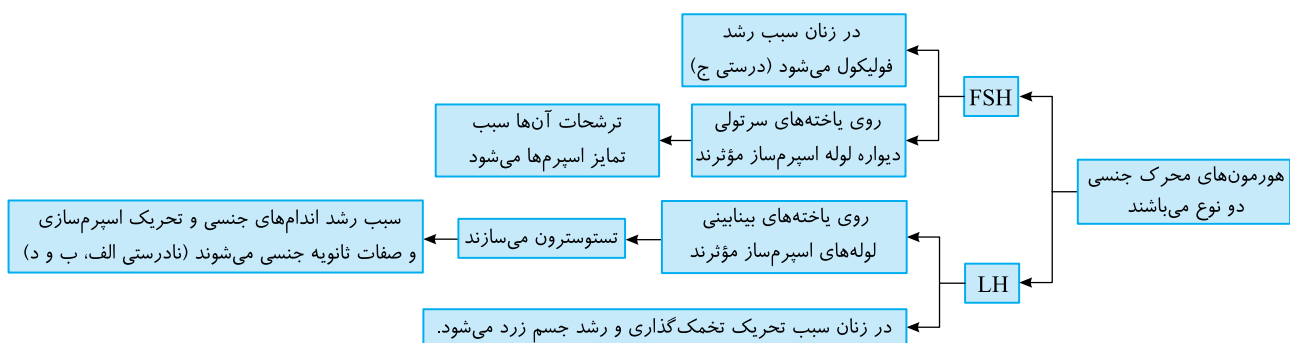 هورمون‌های محرک جنسی
دو نوع می‌باشند
FSH
در زنان سبب رشد
فولیکول می‌شود (درستی ج)
روی یاخته‌های سرتولی
دیواره لوله اسپرم‌ساز مؤثرند
ترشحات آن‌ها سبب
تمایز اسپرم‌ها می‌شود
LH
روی یاخته‌های بینابینی
لوله‌های اسپرم‌ساز مؤثرند
تستوسترون می‌سازند
سبب رشد اندام‌های جنسی و تحریک اسپرم‌سازی
و صفات ثانویه جنسی می‌شوند (نادرستی الف، ب و د)
در زنان سبب تحریک تخمک‌گذاری و رشد جسم زرد می‌شود.